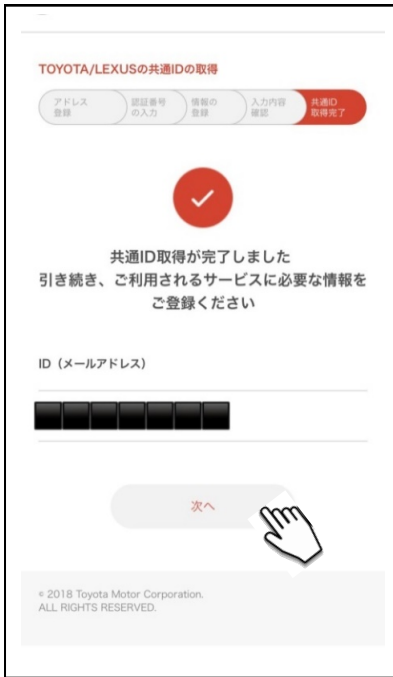 TOYOTA/LEXUSの共通IDの取得
アドレス
登録
認証番号
の入力
情報の
登録
入力内容
確認
共通ID
取得完了
共通ID取得が完了しました
引き続き、ご利用されるサービスに必要な情報を
ご登録ください
ID（メールアドレス）
次へ
© 2018 Toyota Motor Corporation.
ALL RIGHTS RESERVED.